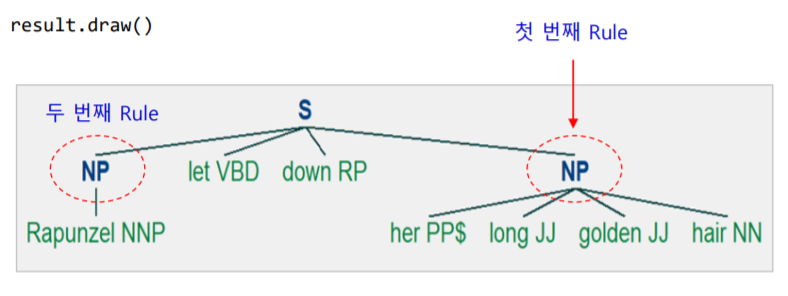 result.draw()
첫 번째 Rule
두 번째 Rule
S
NP let VBD down RP NP
Rapunzel NNP her PP$ long JJ golden JJ hair NN